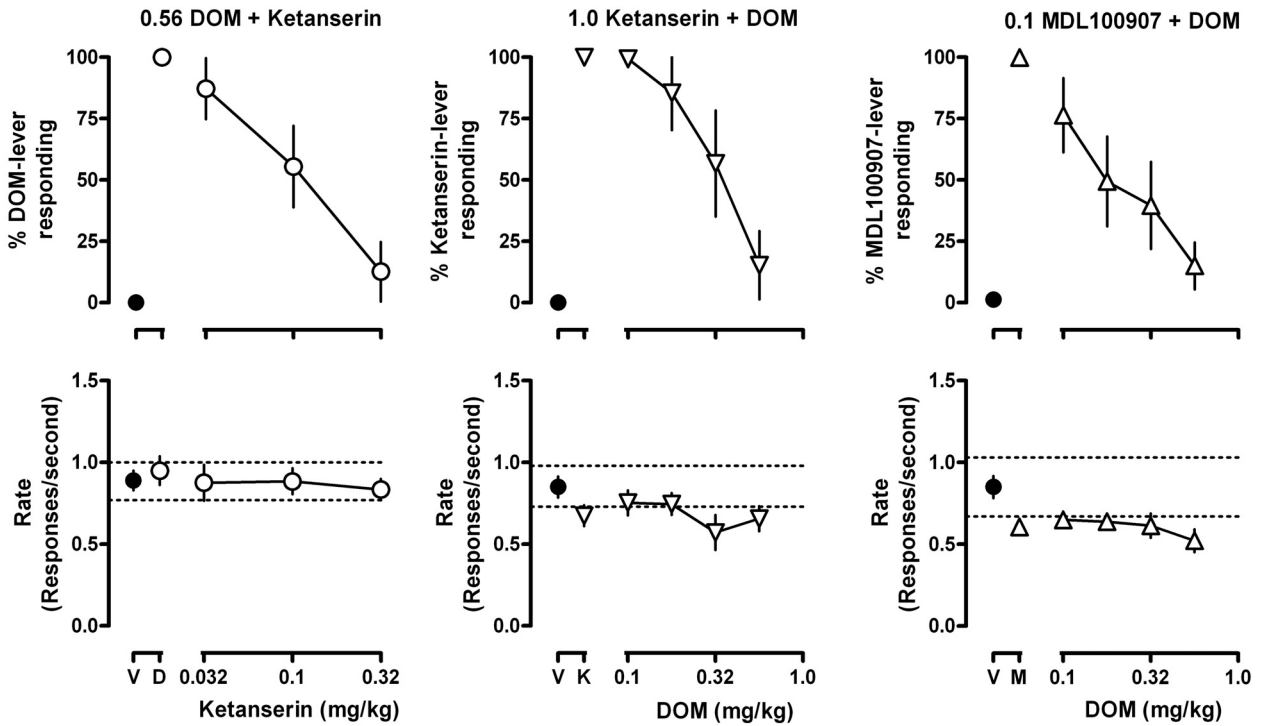 0.56 DOM + Ketanserin
1.0 Ketanserin + DOM
0.1 MDL100907 + DOM
% DOM-lever
responding
100
75
50
25
0
% Ketanserin-lever
responding
100
75
50
25
0
% MDL100907-lever
responding
100
75
50
25
0
Rate
(Responses/second)
1.5
1.0
0.5
0.0
V D 0.032 0.1 0.32
Ketanserin (mg/kg)
Rate
(Responses/second)
1.5
1.0
0.5
0.0
V K 0.1 0.32 1.0
DOM (mg/kg)
Rate
(Responses/second)
1.5
1.0
0.5
0.0
V M 0.1 0.32 1.0
DOM (mg/kg)